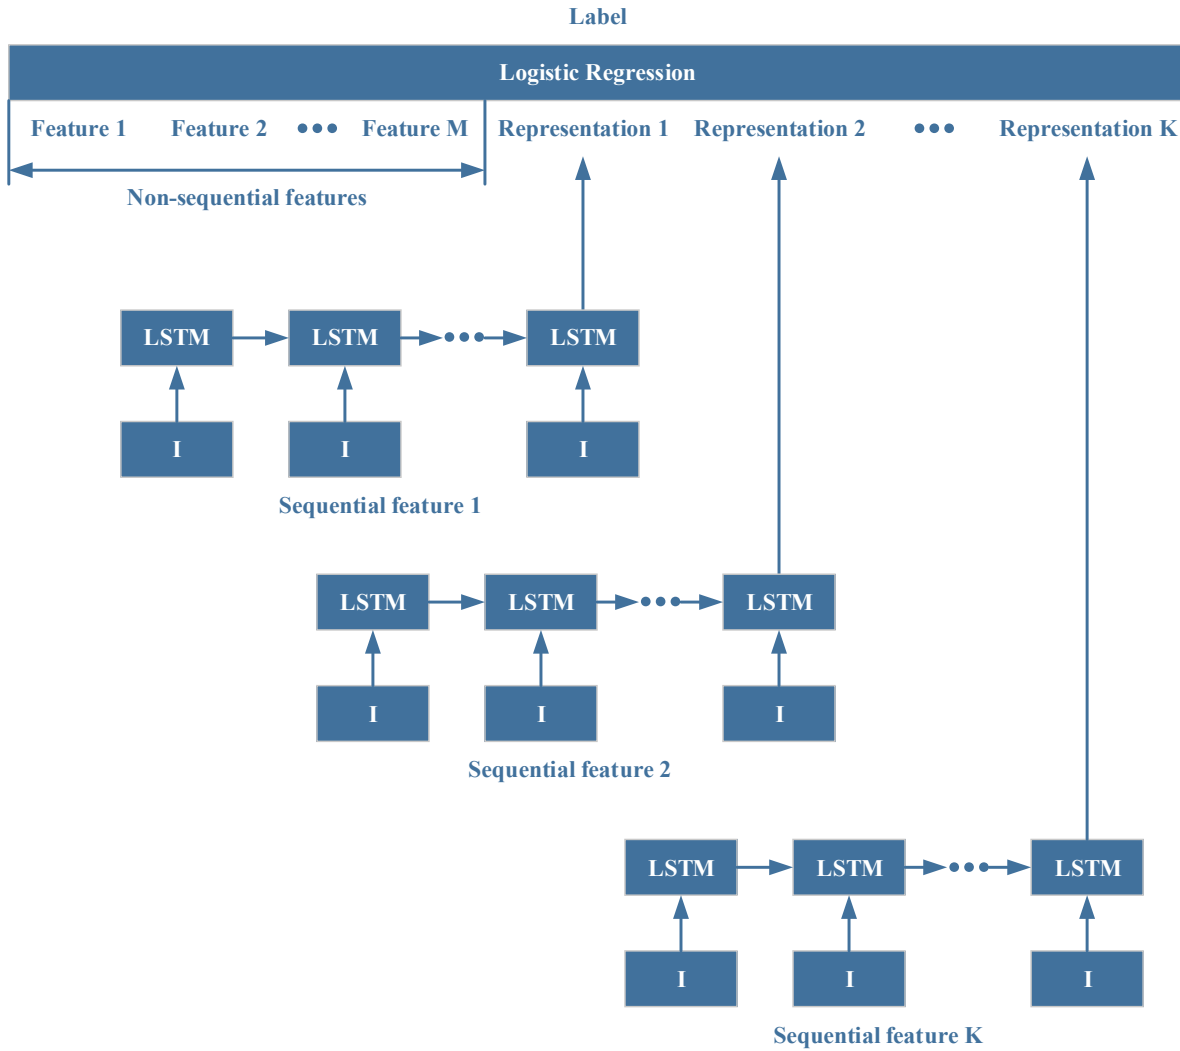 Label
Logistic Regression
Feature 1 Feature 2 ••• Feature M Representation 1 Representation 2 ••• Representation K
Non-sequential features
LSTM LSTM ••• LSTM
I I I
Sequential feature 1
LSTM LSTM ••• LSTM
I I I
Sequential feature 2
LSTM LSTM ••• LSTM
I I I
Sequential feature K